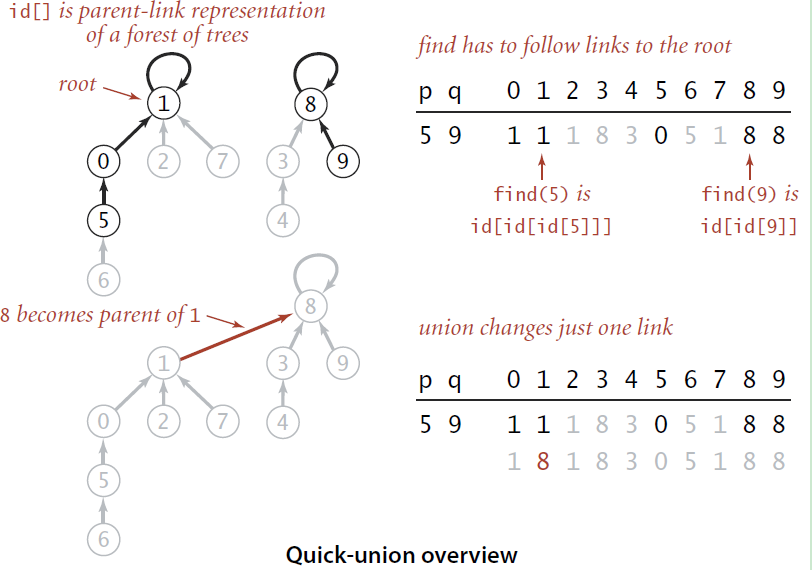 id[] is parent-link representation
of a forest of trees
root
1
8
0
2
7
3
9
5
4
6
find has to follow links to the root
p q 0 1 2 3 4 5 6 7 8 9
5 9 1 1 1 8 3 0 5 1 8 8
find(5) is
id[id[id[5]]]
find(9) is
id[id[9]]
8 becomes parent of 1
8
1
3
9
0
2
7
4
5
6
union changes just one link
p q 0 1 2 3 4 5 6 7 8 9
5 9 1 1 1 8 3 0 5 1 8 8
1 8 1 8 3 0 5 1 8 8
Quick-union overview